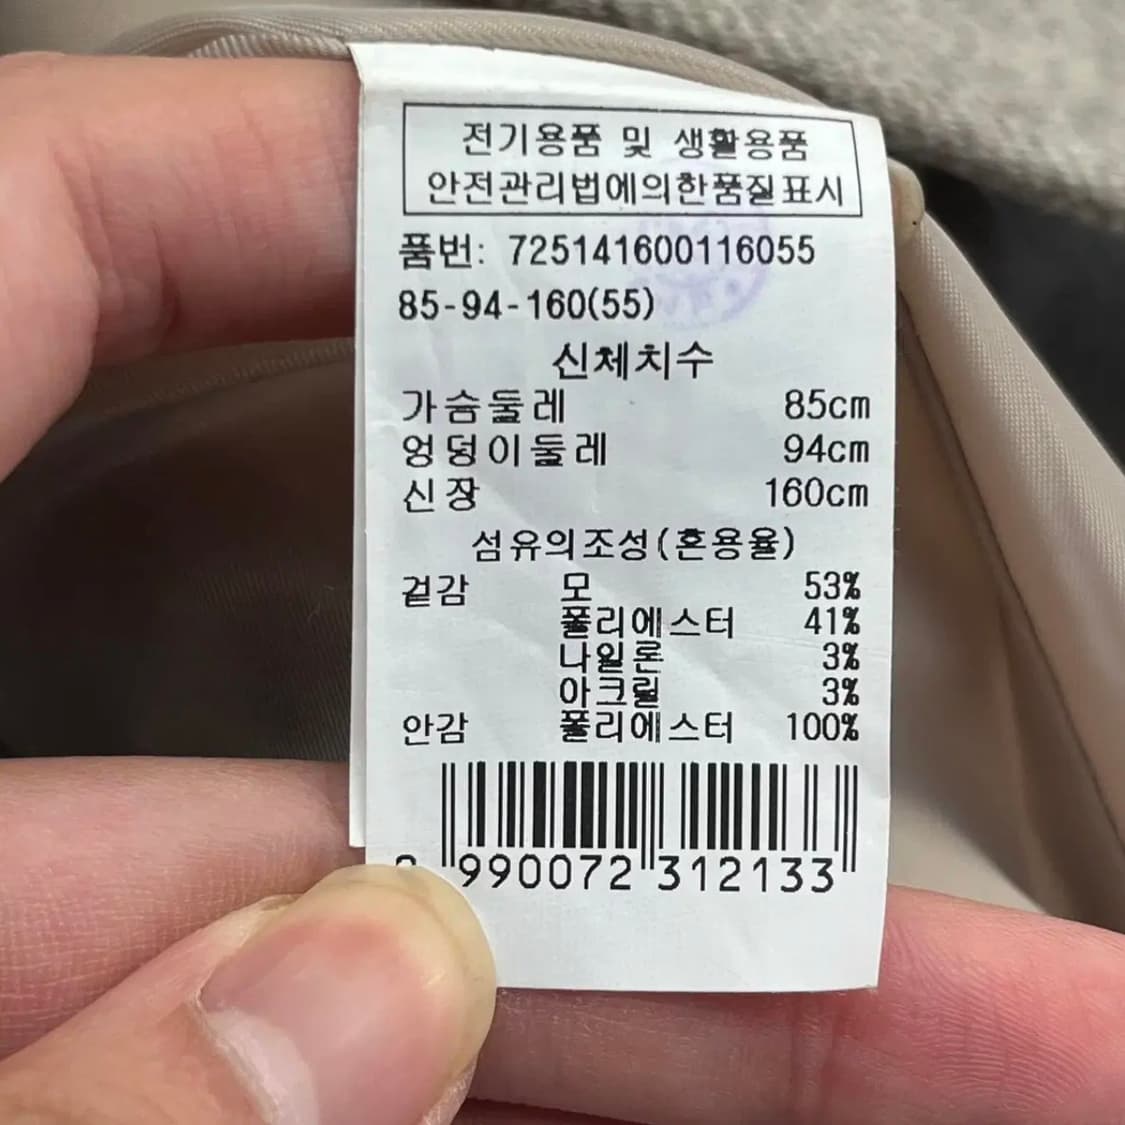 전기용품 및 생활용품
안전관리법에의한품질표시
품번: 725141600116055
85-94-160(55)
신체치수
가슴둘레 85cm
엉덩이둘레 94cm
신장 160cm
섬유의조성(혼용율)
겉감 모 53%
폴리에스터 41%
나일론 3%
아크릴 3%
안감 폴리에스터 100%
990072 312133